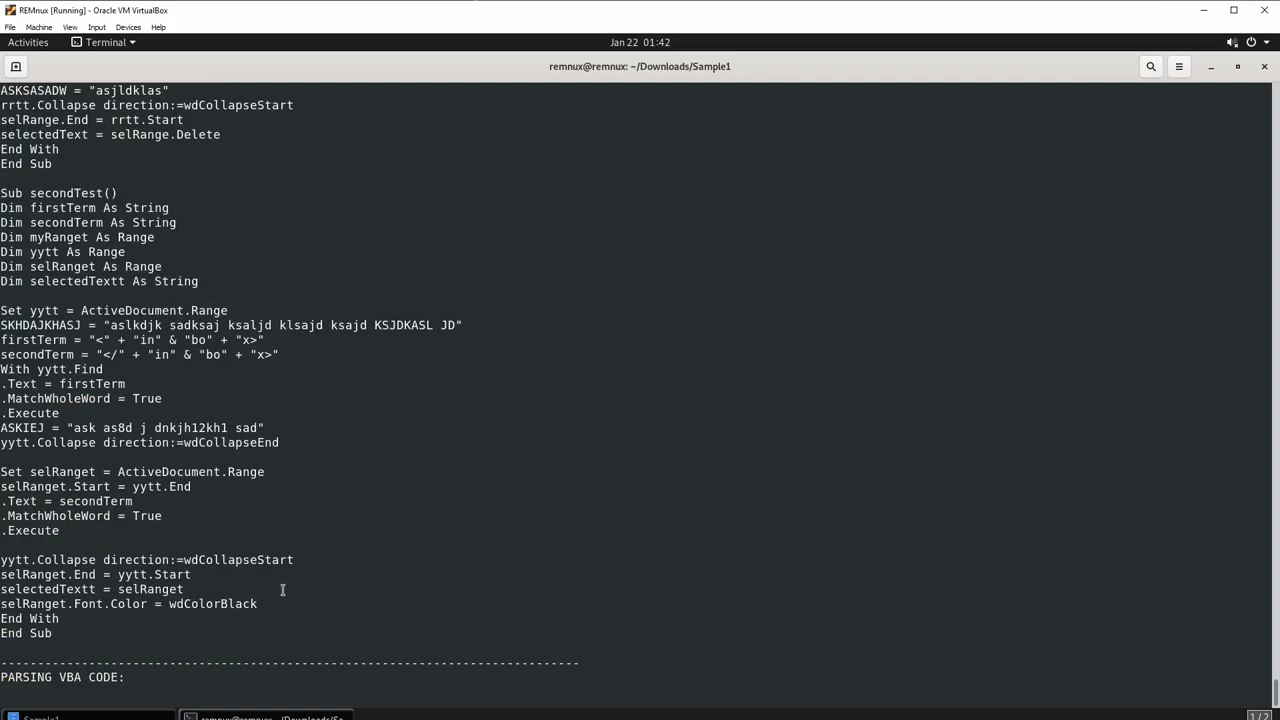 REMnux [Running] - Oracle VM VirtualBox
File Machine View Input Devices Help
Activities Terminal Jan 22 01:42
remnux@remnux: ~/Downloads/Sample1
ASKSASADW = "asjldklas"
rrtt.Collapse direction:=wdCollapseStart
selRange.End = rrtt.Start
selectedText = selRange.Delete
End With
End Sub
Sub secondTest()
Dim firstTerm As String
Dim secondTerm As String
Dim myRanget As Range
Dim yytt As Range
Dim selRanget As Range
Dim selectedTextt As String
Set yytt = ActiveDocument.Range
SKHDAJKHASJ = "aslkdjk sadksaj ksaljd klsajd ksajd KSJDKASL JD"
firstTerm = "<" + "in" & "bo" + "x>"
secondTerm = "</" + "in" & "bo" + "x>"
With yytt.Find
.Text = firstTerm
.MatchWholeWord = True
.Execute
ASKIEJ = "ask as8d j dnkjh12kh1 sad"
yytt.Collapse direction:=wdCollapseEnd
Set selRanget = ActiveDocument.Range
selRanget.Start = yytt.End
.Text = secondTerm
.MatchWholeWord = True
.Execute
yytt.Collapse direction:=wdCollapseStart
selRanget.End = yytt.Start
selectedTextt = selRanget
selRanget.Font.Color = wdColorBlack
End With
End Sub
-------------------------------------------------------------------------------
PARSING VBA CODE:
Sample1 remnux@remnux: ~/Downloads/Sa... 1/2